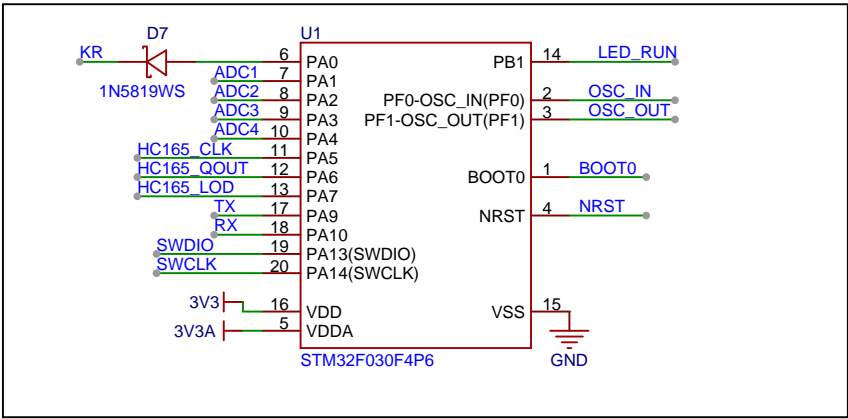 D7
U1
KR
6
PA0
PB1
14
LED_RUN
1N5819WS
ADC1
7
PA1
ADC2
8
PA2
PF0-OSC_IN(PF0)
2
OSC_IN
ADC3
9
PA3
PF1-OSC_OUT(PF1)
3
OSC_OUT
ADC4
10
PA4
HC165_CLK
11
PA5
HC165_QOUT
12
PA6
BOOT0
1
BOOT0
HC165_LOD
13
PA7
TX
17
PA9
NRST
4
NRST
RX
18
PA10
SWDIO
19
PA13(SWDIO)
SWCLK
20
PA14(SWCLK)
3V3
16
VDD
VSS
15
3V3A
5
VDDA
STM32F030F4P6
GND